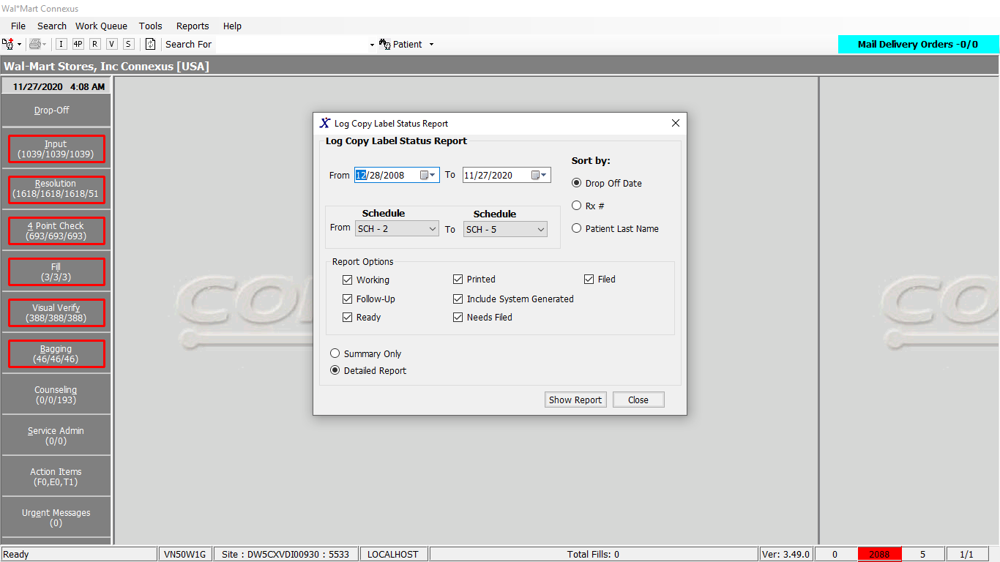 Wal*Mart Connexus
File Search Work Queue Tools Reports Help
I 4P R V S Search For Patient Mail Delivery Orders -0/0
Wal-Mart Stores, Inc Connexus [USA]
11/27/2020 4:08 AM
Drop-Off
Input
(1039/1039/1039)
Resolution
(1618/1618/1618/51
4 Point Check
(693/693/693)
Fill
(3/3/3)
Visual Verify
(388/388/388)
Bagging
(46/46/46)
Counseling
(0/0/193)
Service Admin
(0/0)
Action Items
(F0,E0,T1)
Urgent Messages
(0)
X Log Copy Label Status Report
Log Copy Label Status Report
From 12/28/2008 To 11/27/2020
Sort by:
Drop Off Date
Rx #
Patient Last Name
Schedule Schedule
From SCH - 2 To SCH - 5
Report Options
Working Printed Filed
Follow-Up Include System Generated
Ready Needs Filed
Summary Only
Detailed Report
Show Report Close
CO
CO
Ready VN50W1G Site : DW5CXVDI00930 : 5533 LOCALHOST Total Fills: 0 Ver: 3.49.0 0 2088 5 1/1